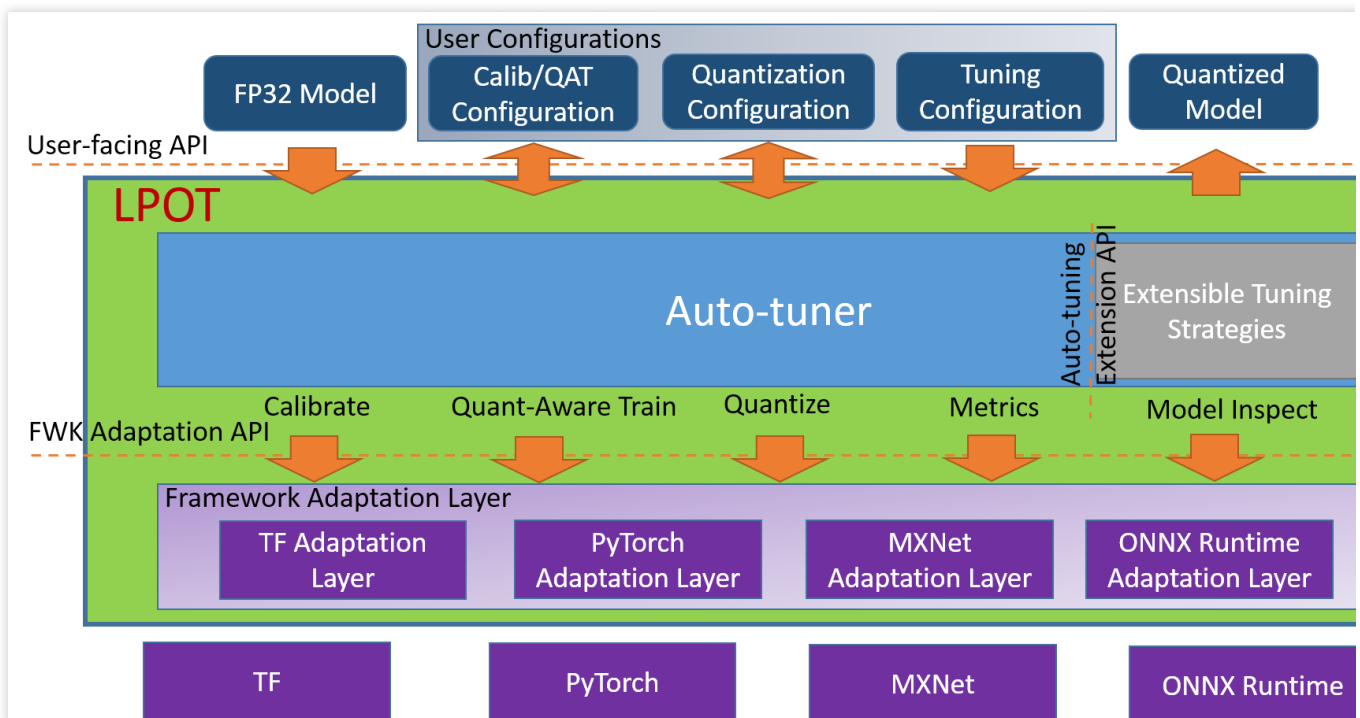 User Configurations
FP32 Model
Calib/QAT
Configuration
Quantization
Configuration
Tuning
Configuration
Quantized
Model
User-facing API
LPOT
Auto-tuner
Auto-tuning
Extension API
Extensible Tuning
Strategies
Calibrate
Quant-Aware Train
Quantize
Metrics
Model Inspect
FWK Adaptation API
Framework Adaptation Layer
TF Adaptation
Layer
PyTorch
Adaptation Layer
MXNet
Adaptation Layer
ONNX Runtime
Adaptation Layer
TF
PyTorch
MXNet
ONNX Runtime